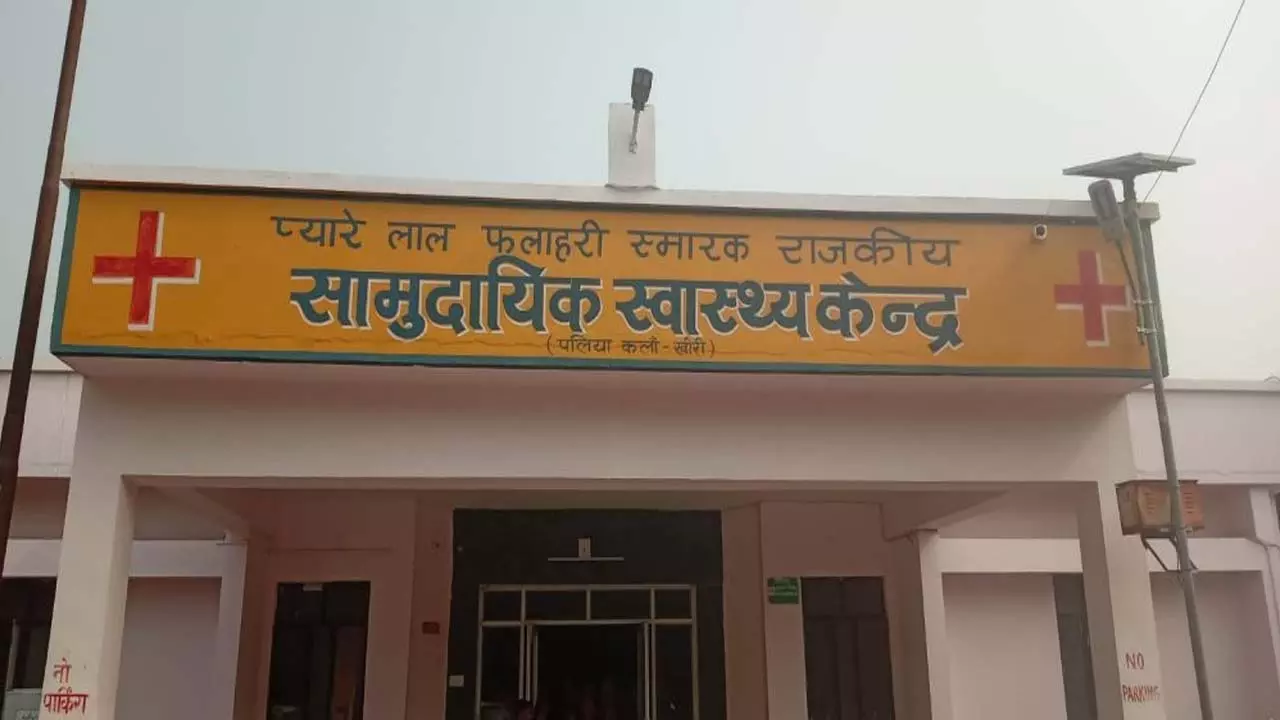 प्यारे लाल फलाहरी स्मारक राजकीय
सामुदायिक स्वास्थ्य केन्द्र
(पलिया कलाँ-खीरी)
नो
पार्किंग
NO
PARKING